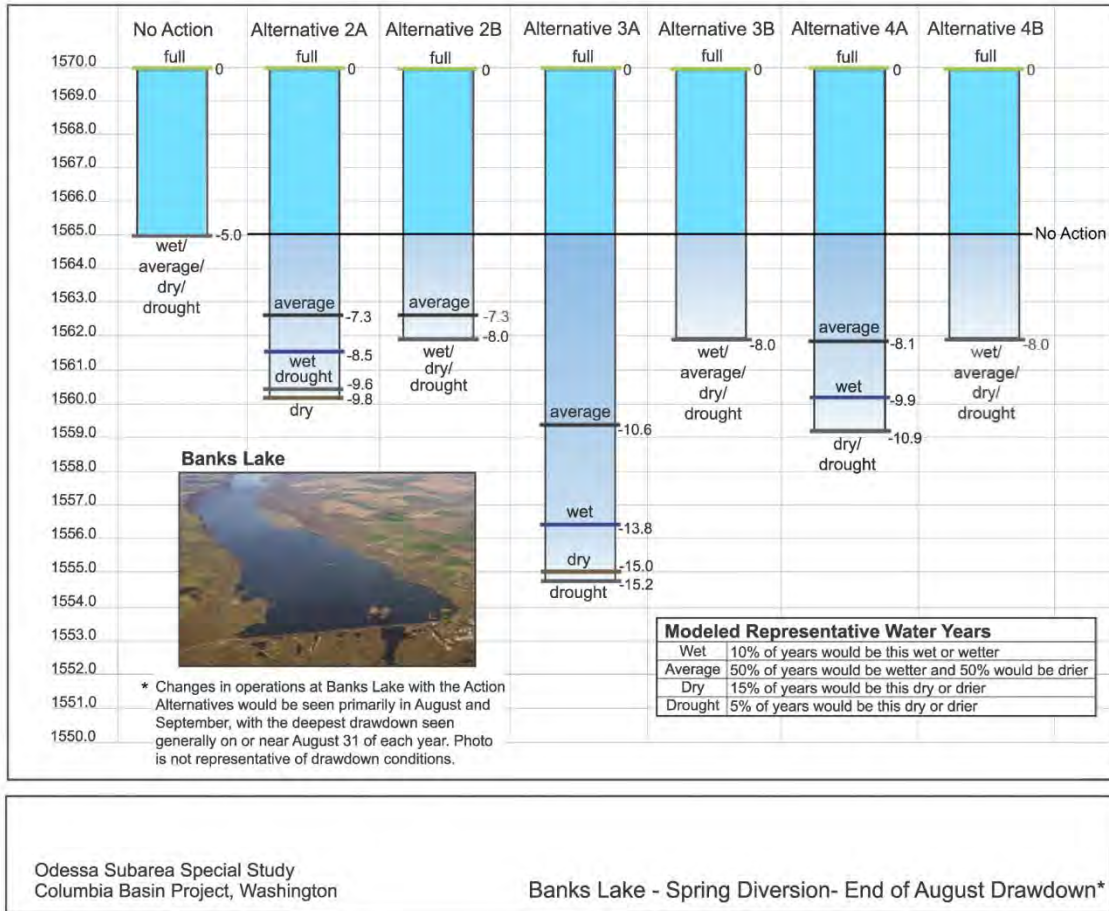 No Action
Alternative 2A
Alternative 2B
Alternative 3A
Alternative 3B
Alternative 4A
Alternative 4B
full
full
full
full
full
full
full
0
0
0
0
0
0
0
1570.0
1569.0
1568.0
1567.0
1566.0
1565.0
1564.0
1563.0
1562.0
1561.0
1560.0
1559.0
1558.0
1557.0
1556.0
1555.0
1554.0
1553.0
1552.0
1551.0
1550.0
-5.0
wet/
average/
dry/
drought
average
-7.3
-8.5
wet
drought
-9.6
-9.8
dry
average
-7.3
-8.0
wet/
dry/
drought
average
-10.6
wet
-13.8
dry
-15.0
drought
-15.2
-8.0
wet/
average/
dry/
drought
average
-8.1
wet
-9.9
-10.9
dry/
drought
-8.0
wet/
average/
dry/
drought
No Action
Banks Lake
* Changes in operations at Banks Lake with the Action
Alternatives would be seen primarily in August and
September, with the deepest drawdown seen
generally on or near August 31 of each year. Photo
is not representative of drawdown conditions.
Modeled Representative Water Years
Wet 10% of years would be this wet or wetter
Average 50% of years would be wetter and 50% would be drier
Dry 15% of years would be this dry or drier
Drought 5% of years would be this dry or drier
Odessa Subarea Special Study
Columbia Basin Project, Washington
Banks Lake - Spring Diversion- End of August Drawdown*